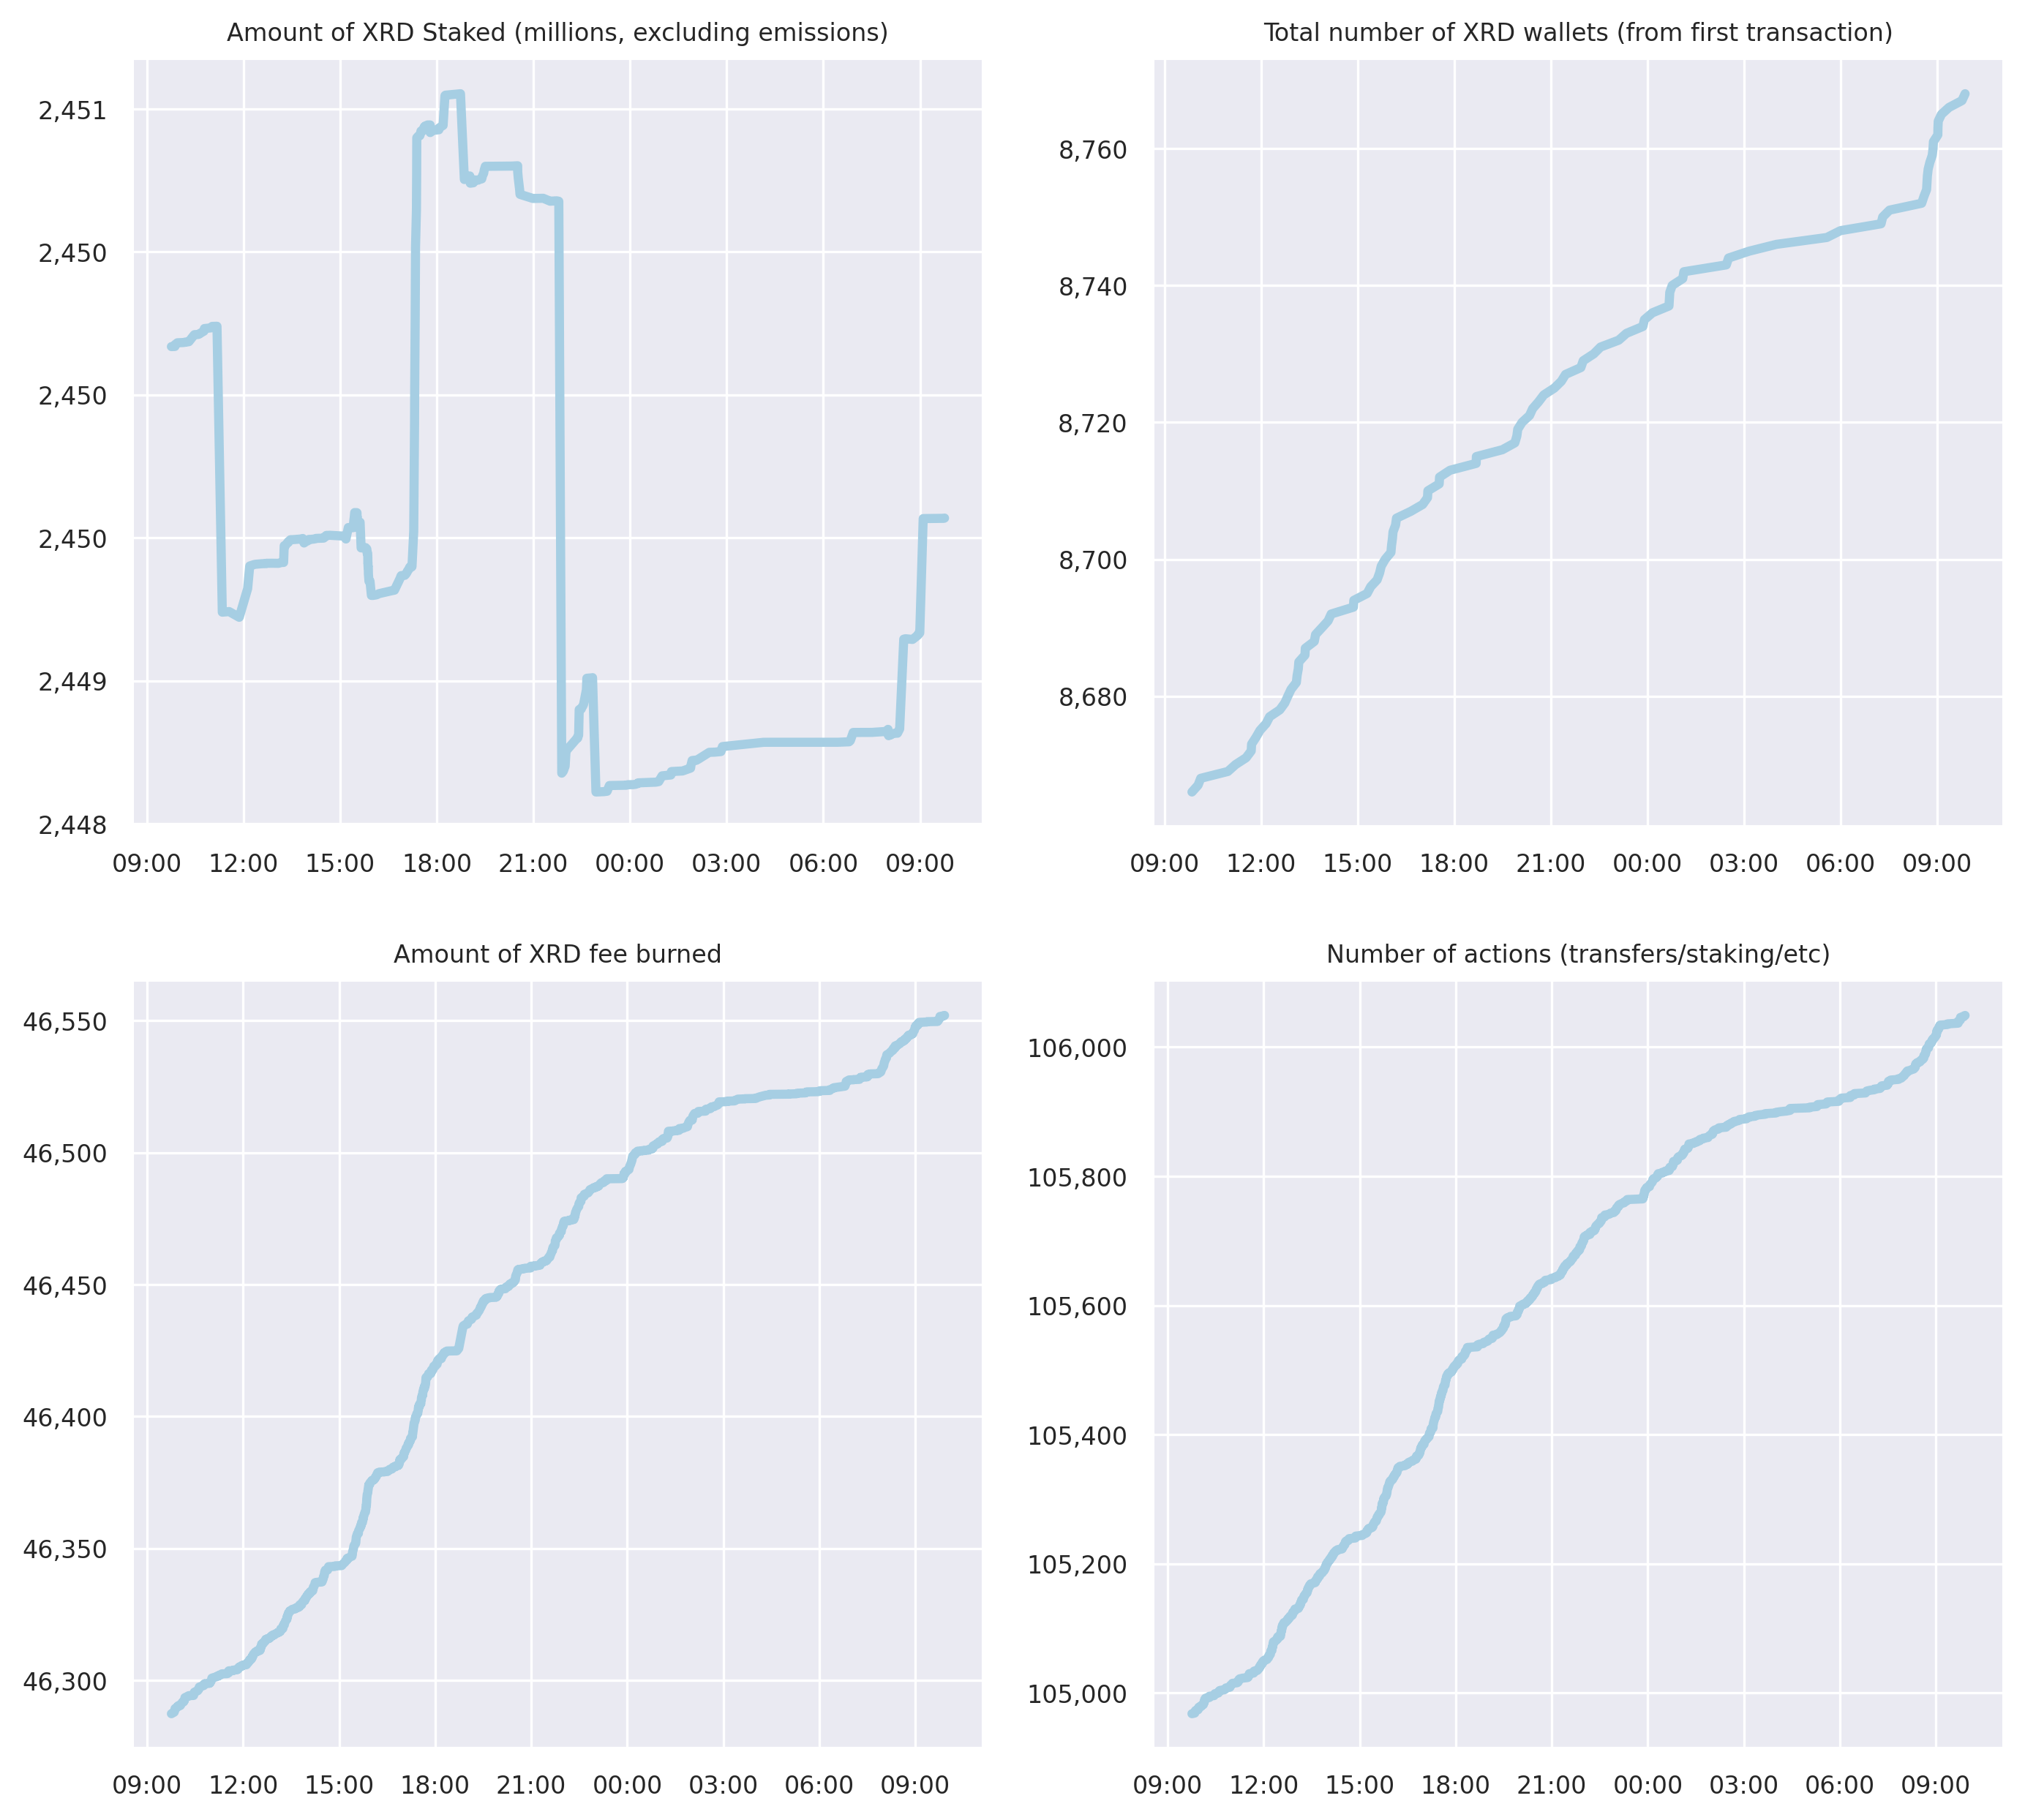 Amount of XRD Staked (millions, excluding emissions)
2,451
2,450
2,450
2,450
2,449
2,448
09:00 12:00 15:00 18:00 21:00 00:00 03:00 06:00 09:00
Total number of XRD wallets (from first transaction)
8,760
8,740
8,720
8,700
8,680
09:00 12:00 15:00 18:00 21:00 00:00 03:00 06:00 09:00
Amount of XRD fee burned
46,550
46,500
46,450
46,400
46,350
46,300
09:00 12:00 15:00 18:00 21:00 00:00 03:00 06:00 09:00
Number of actions (transfers/staking/etc)
106,000
105,800
105,600
105,400
105,200
105,000
09:00 12:00 15:00 18:00 21:00 00:00 03:00 06:00 09:00